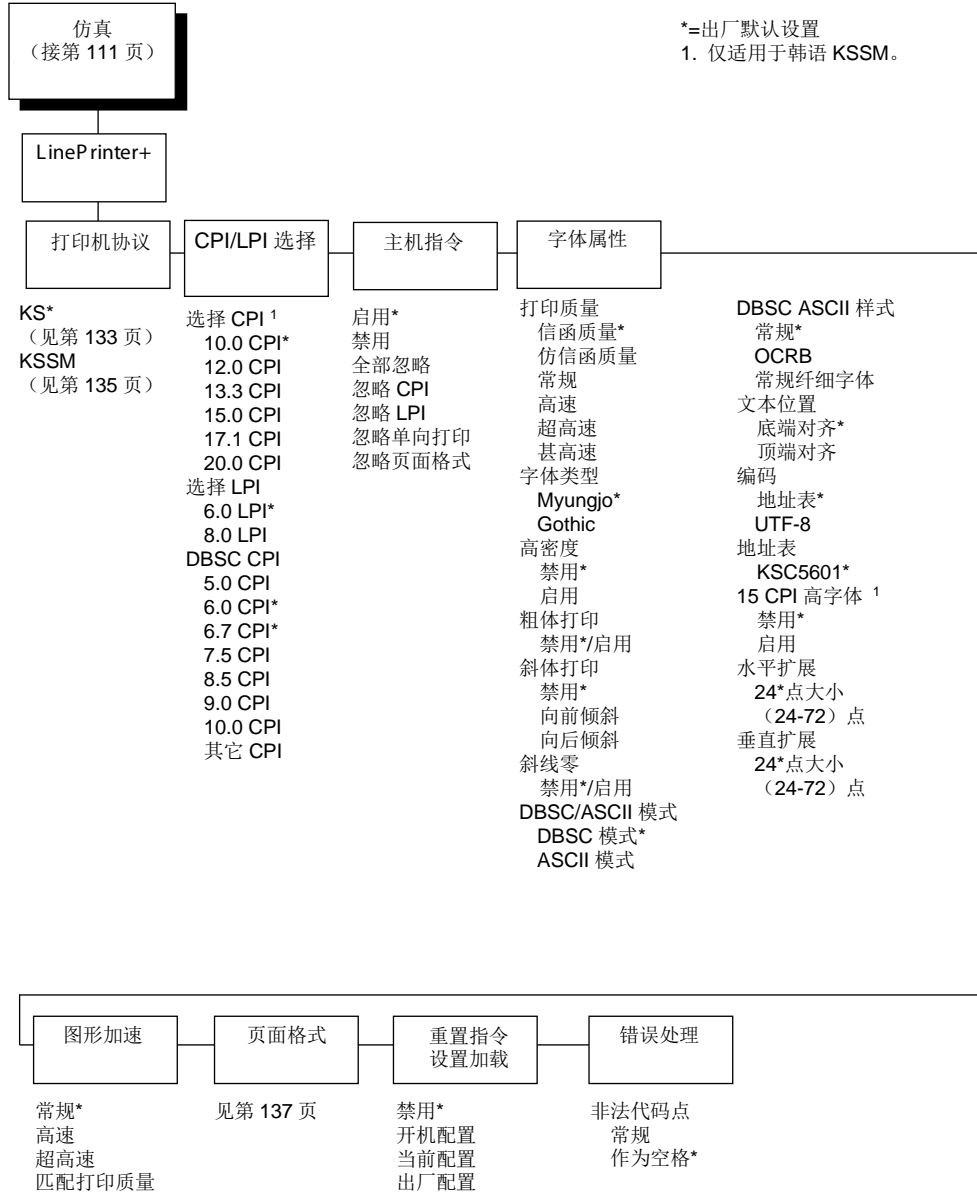 仿真
（接第 111 页）
*=出厂默认设置
1. 仅适用于韩语 KSSM。
LinePrinter+
打印机协议
CPI/LPI 选择
主机指令
字体属性
KS*
（见第 133 页）
KSSM
（见第 135 页）
选择 CPI 1
10.0 CPI*
12.0 CPI
13.3 CPI
15.0 CPI
17.1 CPI
20.0 CPI
选择 LPI
6.0 LPI*
8.0 LPI
DBSC CPI
5.0 CPI
6.0 CPI*
6.7 CPI*
7.5 CPI
8.5 CPI
9.0 CPI
10.0 CPI
其它 CPI
启用*
禁用
全部忽略
忽略 CPI
忽略 LPI
忽略单向打印
忽略页面格式
打印质量
信函质量*
仿信函质量
常规
高速
超高速
甚高速
字体类型
Myungjo*
Gothic
高密度
禁用*
启用
粗体打印
禁用*/启用
斜体打印
禁用*
向前倾斜
向后倾斜
斜线零
禁用*/启用
DBSC/ASCII 模式
DBSC 模式*
ASCII 模式
DBSC ASCII 样式
常规*
OCRB
常规纤细字体
文本位置
底端对齐*
顶端对齐
编码
地址表*
UTF-8
地址表
KSC5601*
15 CPI 高字体 1
禁用*
启用
水平扩展
24*点大小
（24-72）点
垂直扩展
24*点大小
（24-72）点
图形加速
页面格式
重置指令
设置加载
错误处理
常规*
高速
超高速
匹配打印质量
见第 137 页
禁用*
开机配置
当前配置
出厂配置
非法代码点
常规
作为空格*